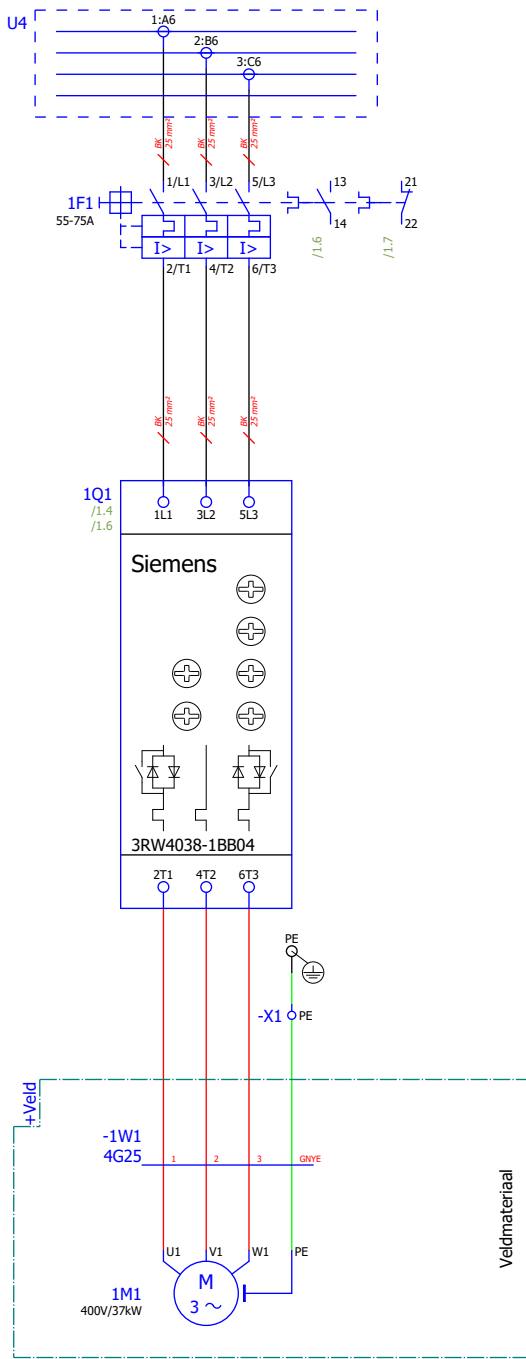 U4
1:A6
2:B6
3:C6
BK 25 mm²
BK 25 mm²
BK 25 mm²
1/L1 3/L2 5/L3 13 21
1F1
55-75A
14 22
I> I> I>
/1.6 /1.7
2/T1 4/T2 6/T3
BK 25 mm²
BK 25 mm²
BK 25 mm²
1Q1
/1.4
/1.6
1L1 3L2 5L3
Siemens
3RW4038-1BB04
2T1 4T2 6T3
PE
-X1 PE
+Veld
-1W1
4G25
1 2 3 GNYE
Veldmateriaal
U1 V1 W1 PE
1M1
400V/37kW
M
3 ~